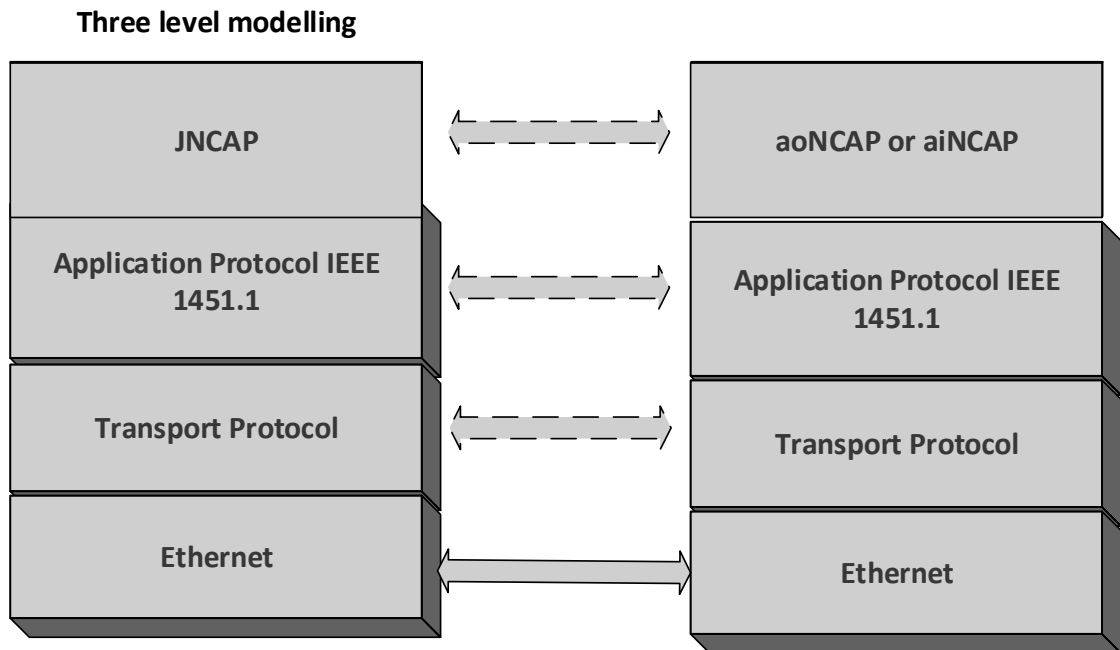 Three level modelling
JNCAP
Application Protocol IEEE
1451.1
Transport Protocol
Ethernet
aoNCAP or aiNCAP
Application Protocol IEEE
1451.1
Transport Protocol
Ethernet